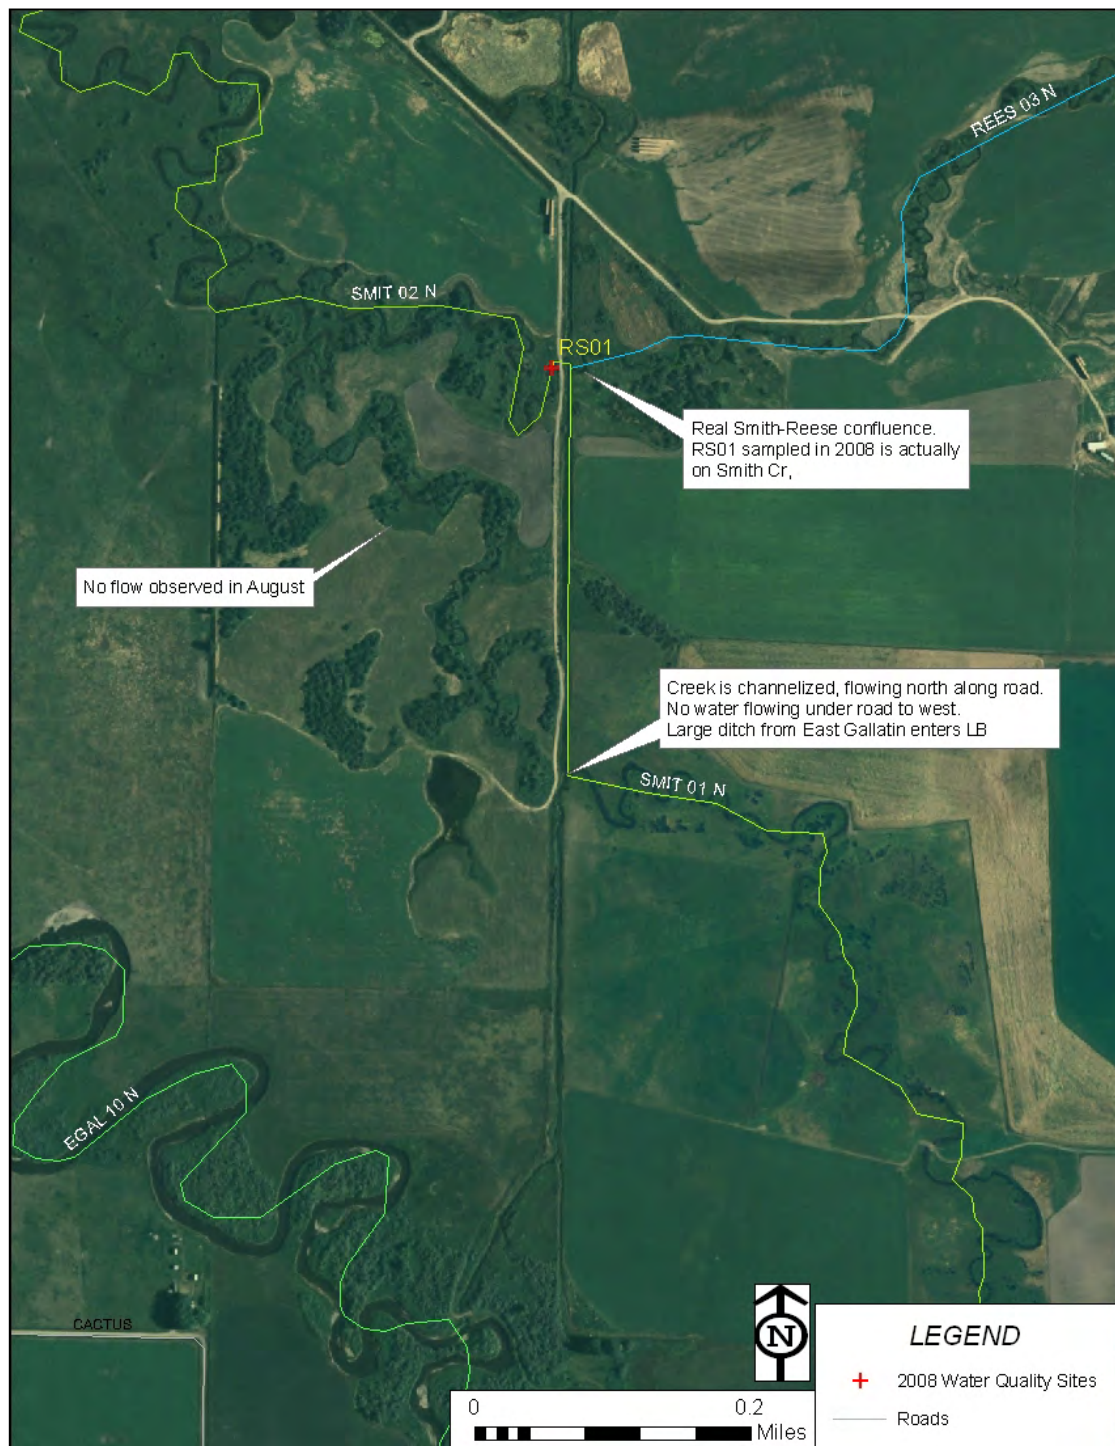 REES 03 N
SMIT 02 N
RS01
Real Smith-Reese confluence.
RS01 sampled in 2008 is actually
on Smith Cr,
No flow observed in August
Creek is channelized, flowing north along road.
No water flowing under road to west.
Large ditch from East Gallatin enters LB
SMIT 01 N
EGAL 10 N
CACTUS
N
LEGEND
2008 Water Quality Sites
Roads
0
0.2
Miles